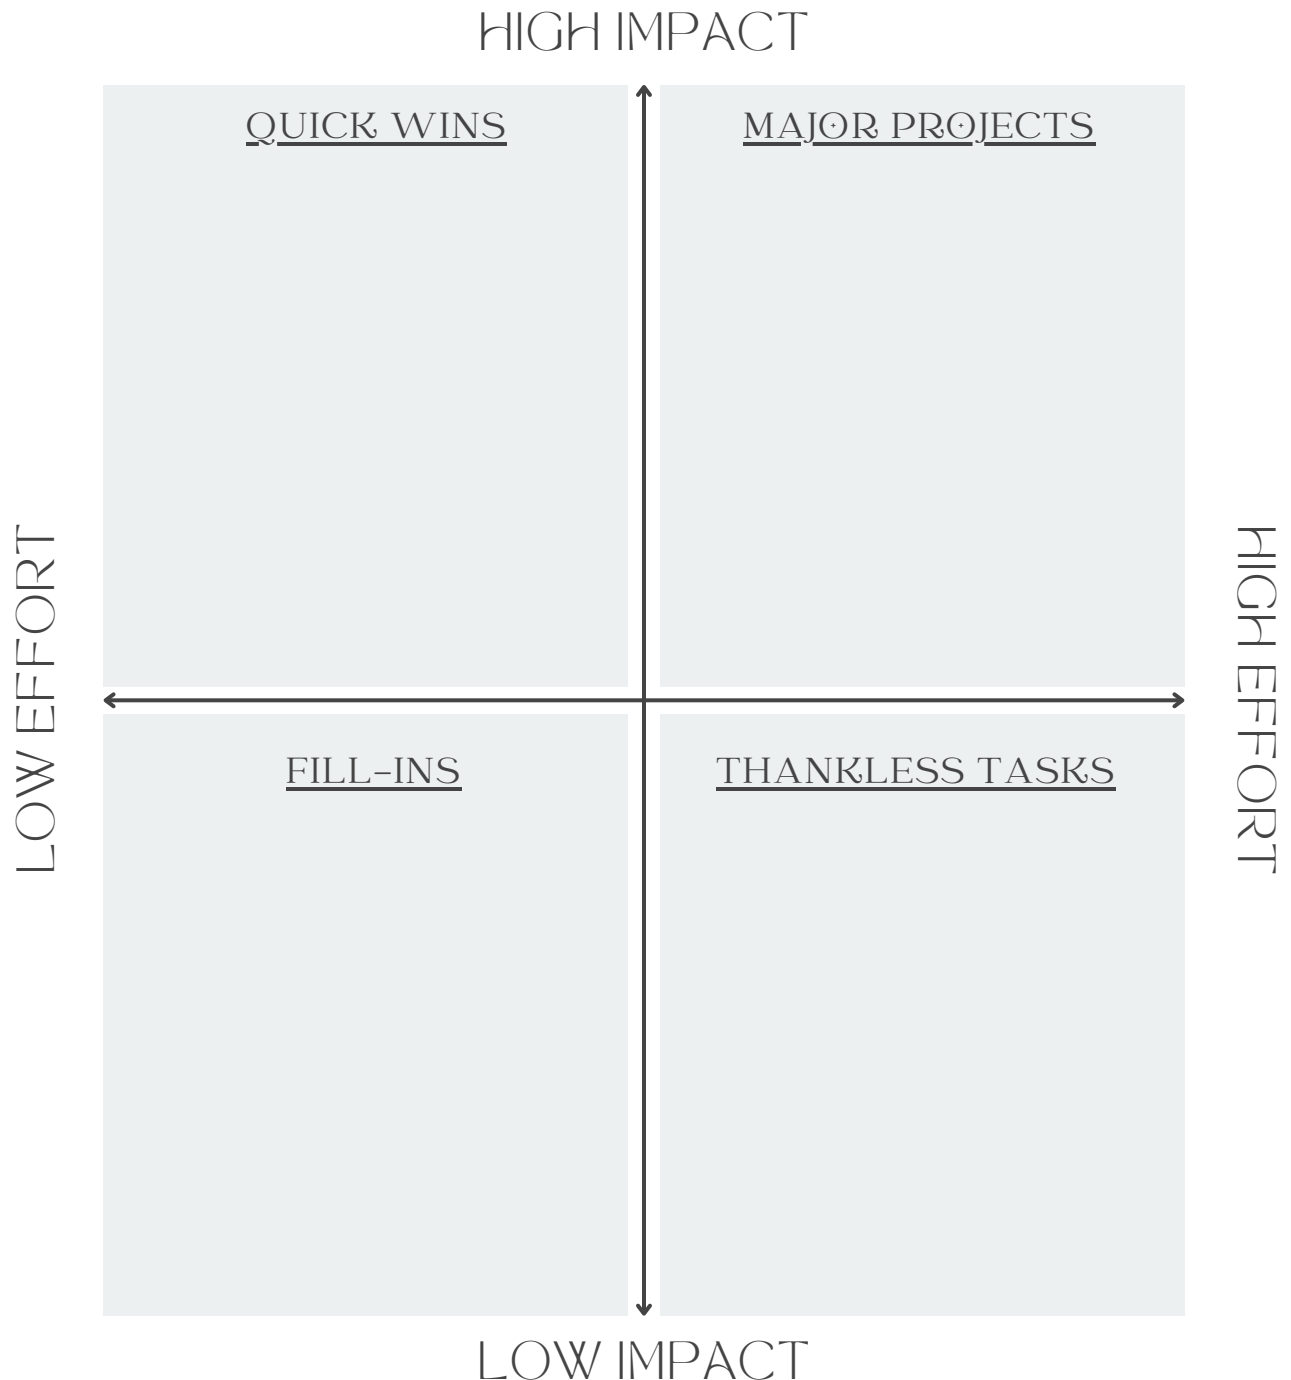 HIGH IMPACT
QUICK WINS
MAJOR PROJECTS
LOW EFFORT
HIGH EFFORT
FILL-INS
THANKLESS TASKS
LOW IMPACT